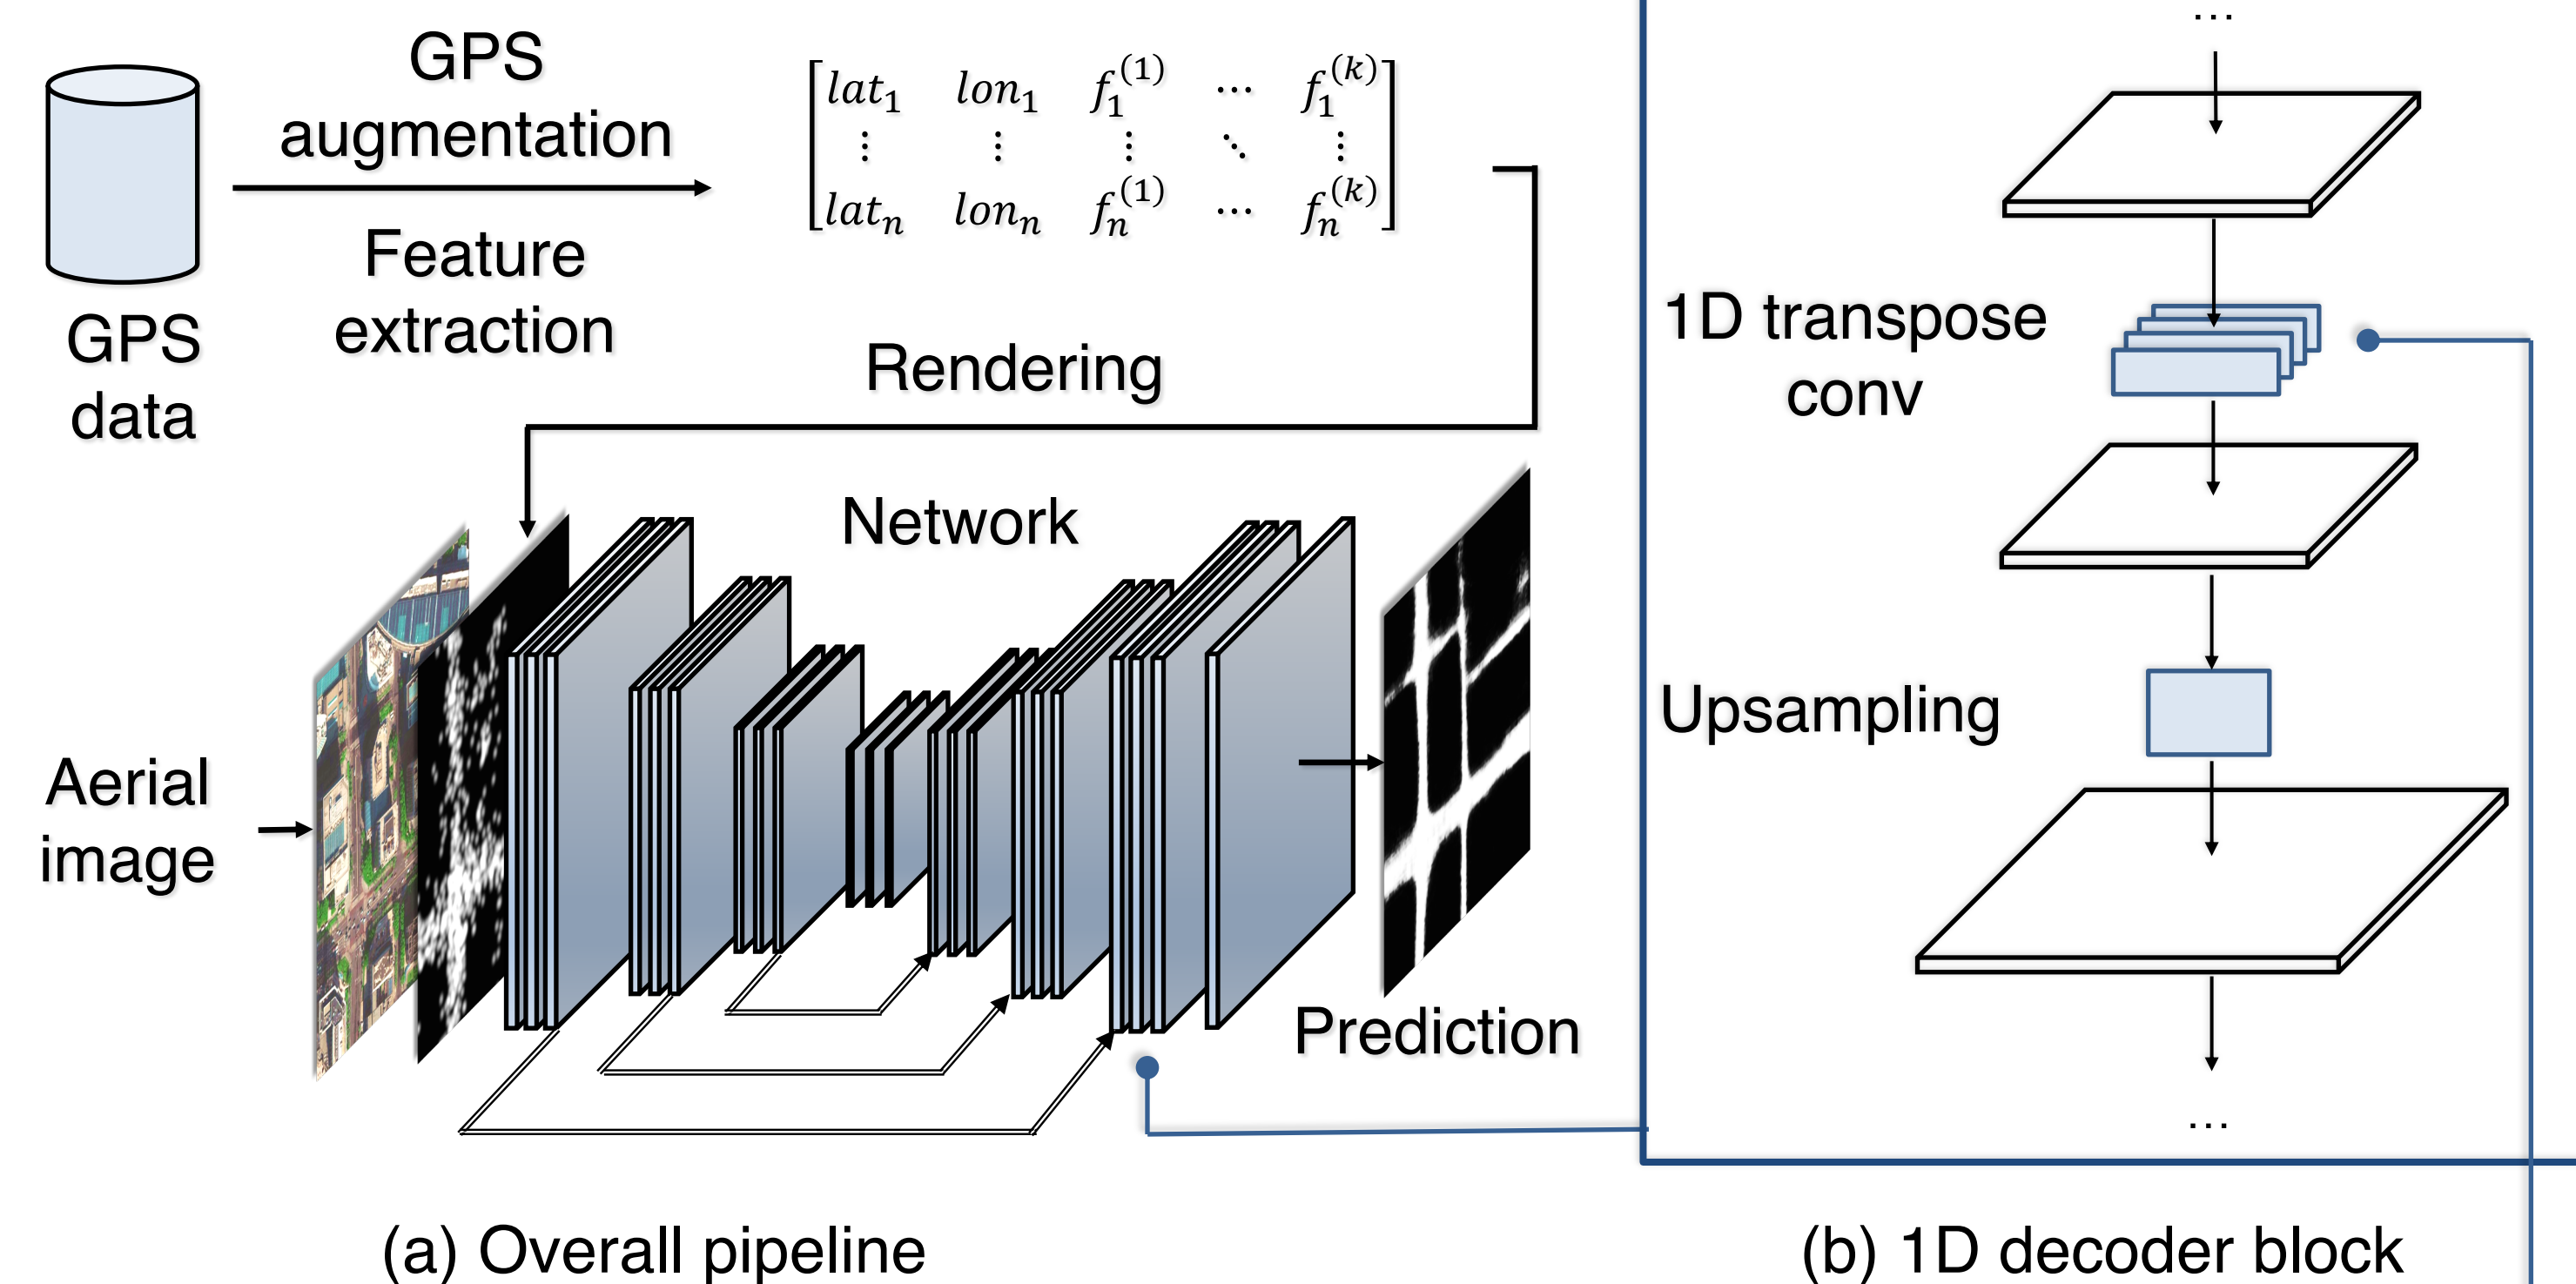 GPS
augmentation
Feature
extraction
GPS
data
lat₁ lon₁ f₁⁽¹⁾ ⋯ f₁⁽ᵏ⁾
⋮ ⋮ ⋮ ⋱ ⋮
latₙ lonₙ fₙ⁽¹⁾ ⋯ fₙ⁽ᵏ⁾
Rendering
Network
Aerial
image
Prediction
(a) Overall pipeline
...
1D transpose
conv
Upsampling
...
(b) 1D decoder block